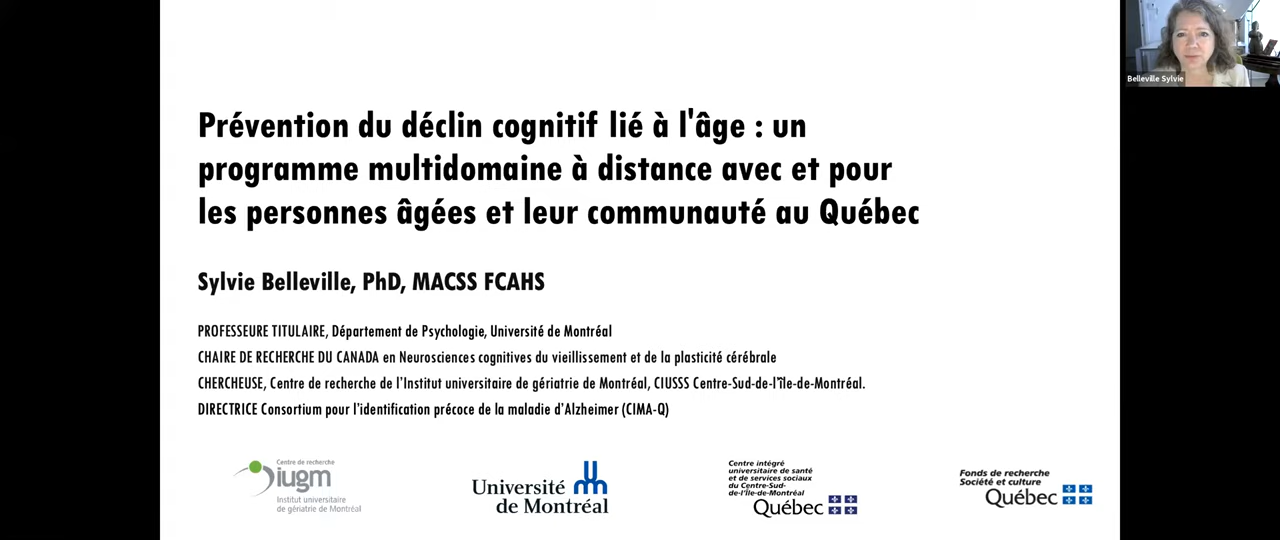 Belleville Sylvie
Prévention du déclin cognitif lié à l'âge : un
programme multidomaine à distance avec et pour
les personnes âgées et leur communauté au Québec
Sylvie Belleville, PhD, MACSS FCAHS
PROFESSEURE TITULAIRE, Département de Psychologie, Université de Montréal
CHAIRE DE RECHERCHE DU CANADA en Neurosciences cognitives du vieillissement et de la plasticité cérébrale
CHERCHEUSE, Centre de recherche de l'Institut universitaire de gériatrie de Montréal, CIUSSS Centre-Sud-de-l'île-de-Montréal.
DIRECTRICE Consortium pour l'identification précoce de la maladie d'Alzheimer (CIMA-Q)
Centre de recherche
iugm
Institut universitaire
de gériatrie de Montréal
Université
de Montréal
Centre intégré
universitaire de santé
et de services sociaux
du Centre-Sud-
de-l'Île-de-Montréal
Québec
Fonds de recherche
Société et culture
Québec